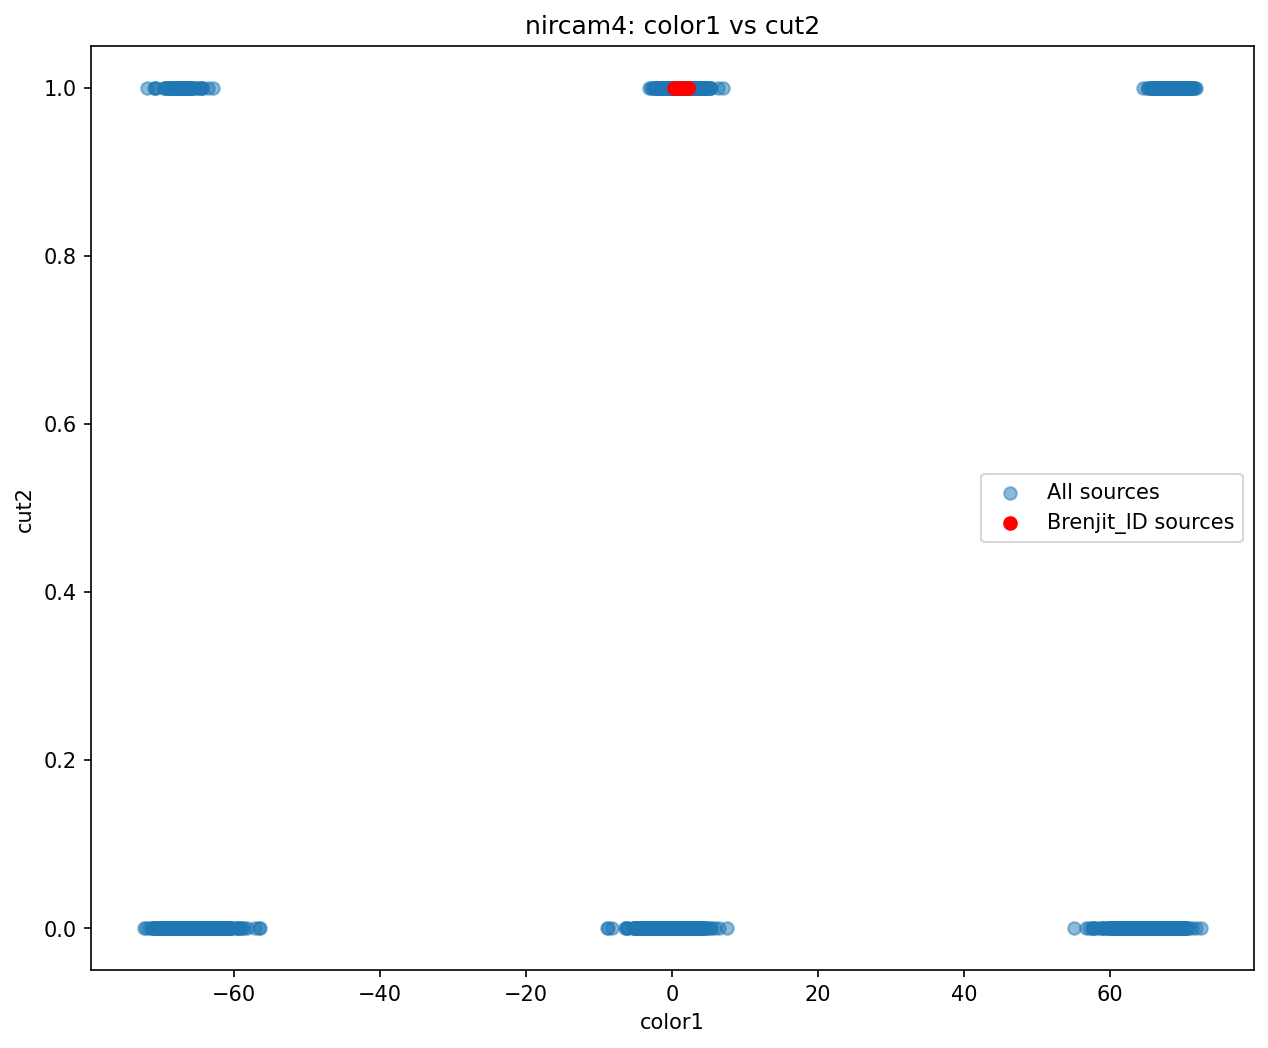 nircam4: color1 vs cut2
1.0
0.8
0.6
0.4
0.2
0.0
cut2
All sources
Brenjit_ID sources
−60
−40
−20
0
20
40
60
color1